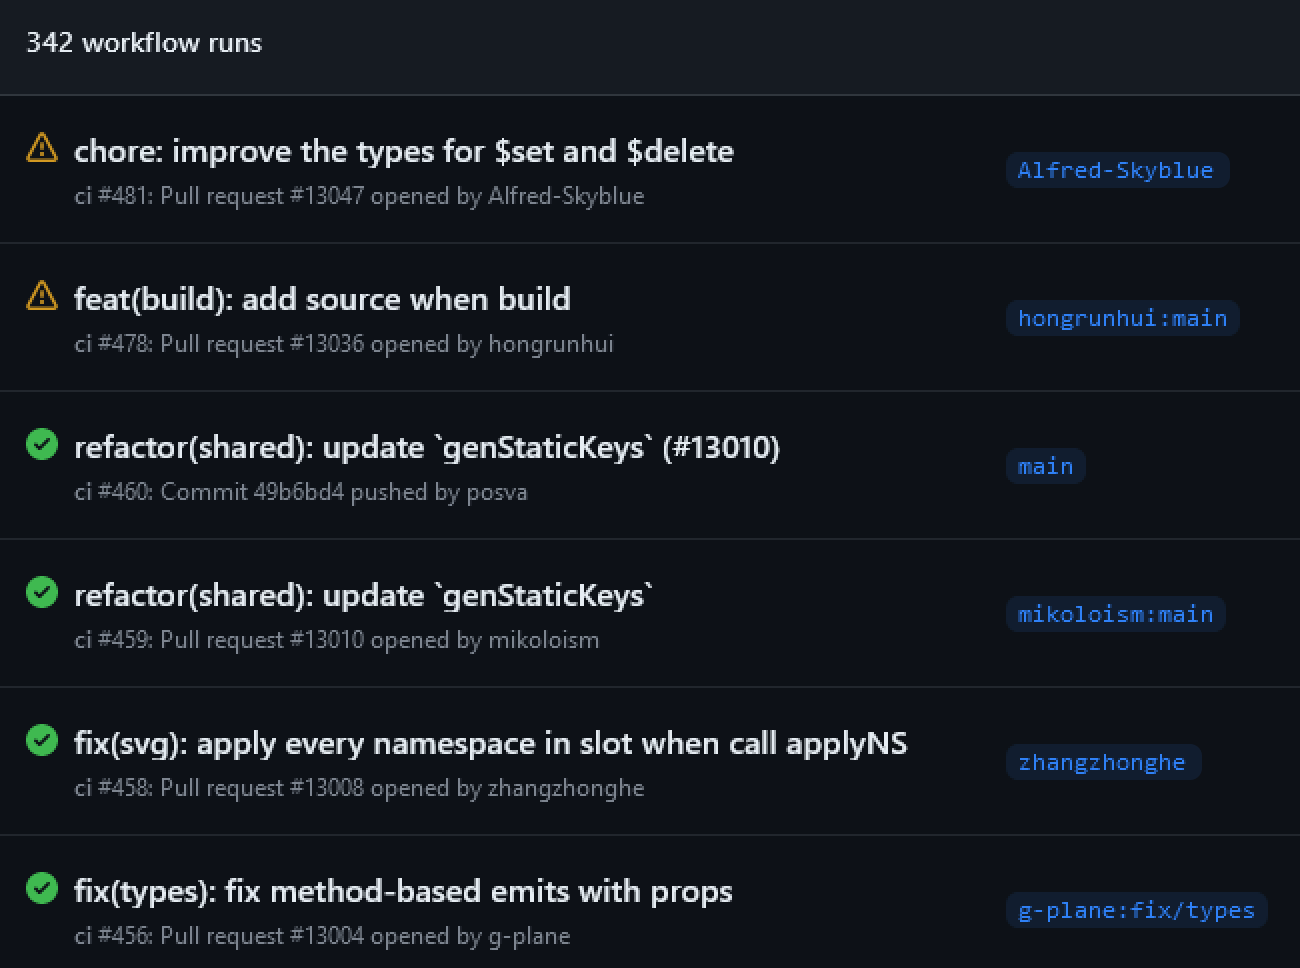 342 workflow runs
chore: improve the types for $set and $delete
ci #481: Pull request #13047 opened by Alfred-Skyblue
Alfred-Skyblue
feat(build): add source when build
ci #478: Pull request #13036 opened by hongrunhui
hongrunhui:main
refactor(shared): update `genStaticKeys` (#13010)
ci #460: Commit 49b6bd4 pushed by posva
main
refactor(shared): update `genStaticKeys`
ci #459: Pull request #13010 opened by mikoloism
mikoloism:main
fix(svg): apply every namespace in slot when call applyNS
ci #458: Pull request #13008 opened by zhangzhonghe
zhangzhonghe
fix(types): fix method-based emits with props
ci #456: Pull request #13004 opened by g-plane
g-plane:fix/types